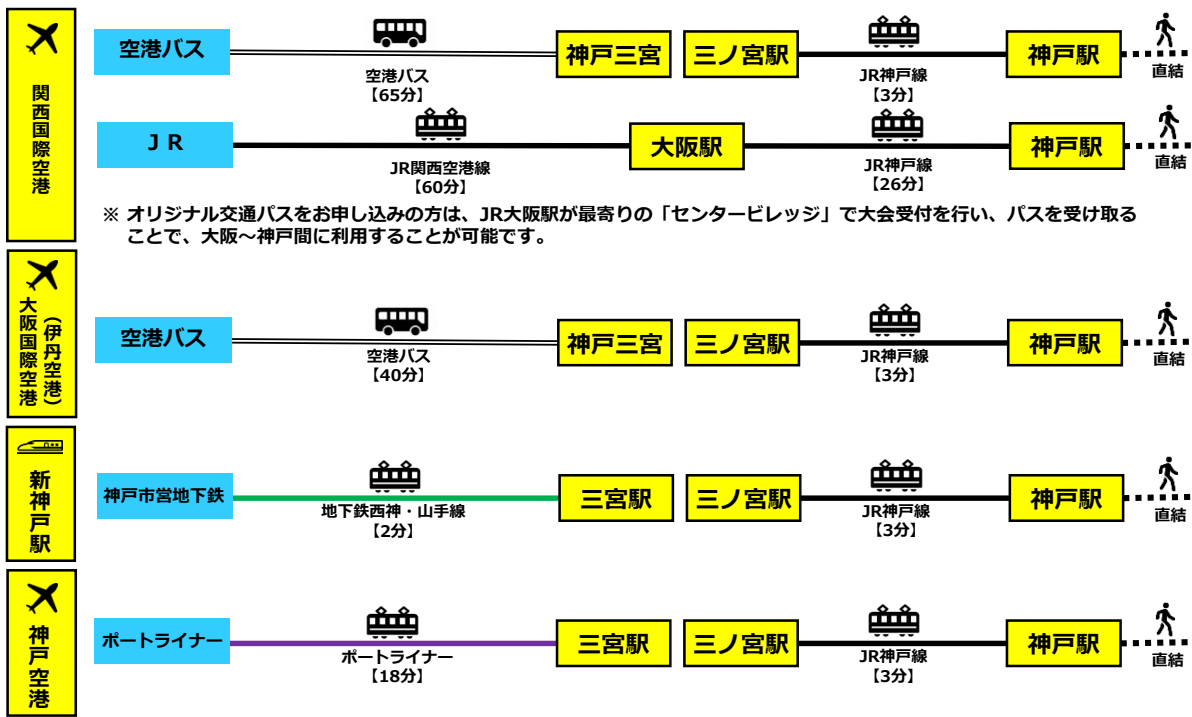 関西国際空港
空港バス
空港バス
【65分】
神戸三宮
三ノ宮駅
JR神戸線
【3分】
神戸駅
直結
ＪＲ
JR関西空港線
【60分】
大阪駅
JR神戸線
【26分】
神戸駅
直結
※ オリジナル交通パスをお申し込みの方は、JR大阪駅が最寄りの「センタービレッジ」で大会受付を行い、パスを受け取る
ことで、大阪～神戸間に利用することが可能です。
大阪国際空港
（伊丹空港）
空港バス
空港バス
【40分】
神戸三宮
三ノ宮駅
JR神戸線
【3分】
神戸駅
直結
新神戸駅
神戸市営地下鉄
地下鉄西神・山手線
【2分】
三宮駅
三ノ宮駅
JR神戸線
【3分】
神戸駅
直結
神戸空港
ポートライナー
ポートライナー
【18分】
三宮駅
三ノ宮駅
JR神戸線
【3分】
神戸駅
直結